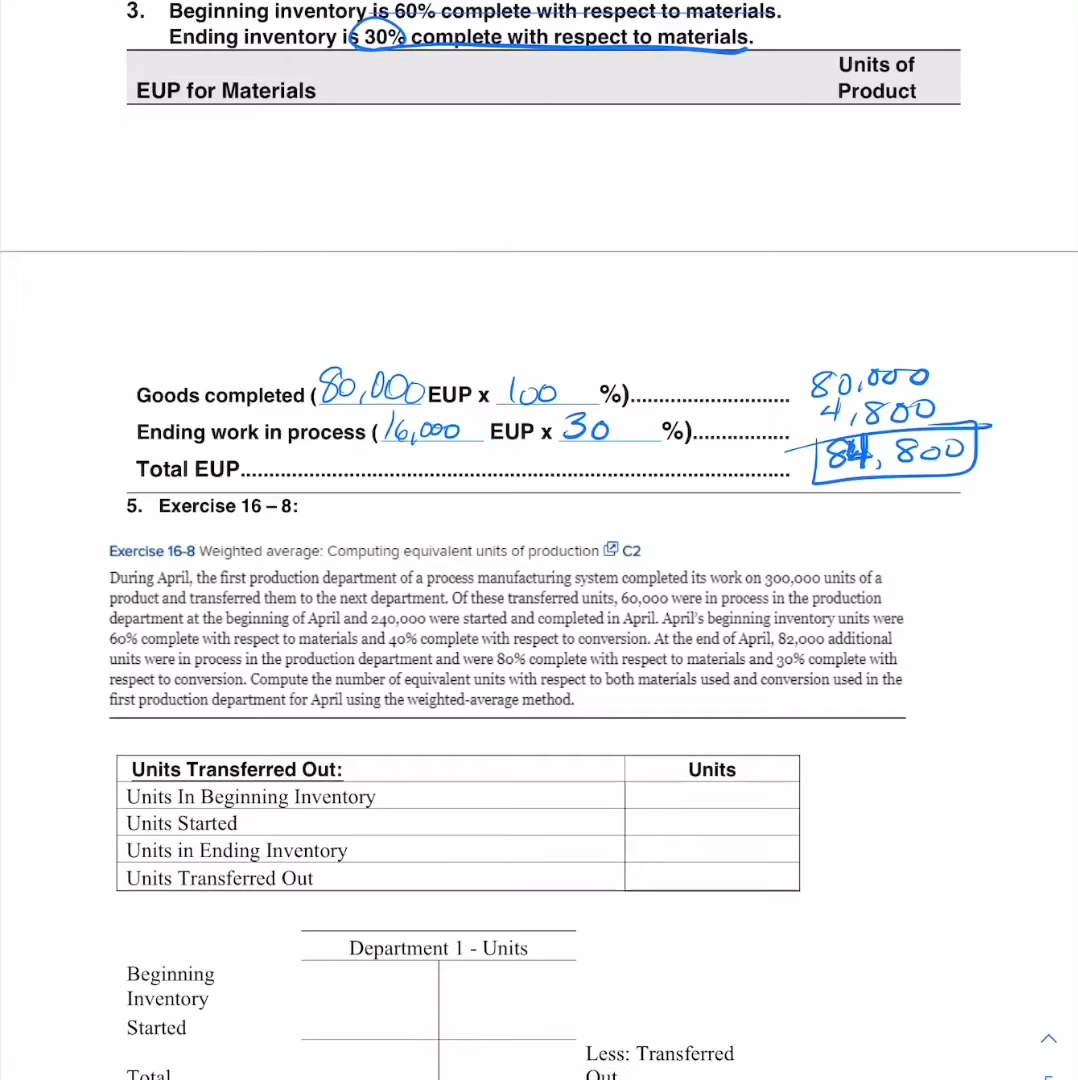 3. Beginning inventory is 60% complete with respect to materials.
Ending inventory is 30% complete with respect to materials.
EUP for Materials
Units of
Product
Goods completed (80,000 EUP x 100 %).......................... 80,000
Ending work in process (16,000 EUP x 30 %)................ 4,800
Total EUP................................................................................... 84,800
5. Exercise 16 – 8:
Exercise 16-8 Weighted average: Computing equivalent units of production C2
During April, the first production department of a process manufacturing system completed its work on 300,000 units of a
product and transferred them to the next department. Of these transferred units, 60,000 were in process in the production
department at the beginning of April and 240,000 were started and completed in April. April's beginning inventory units were
60% complete with respect to materials and 40% complete with respect to conversion. At the end of April, 82,000 additional
units were in process in the production department and were 80% complete with respect to materials and 30% complete with
respect to conversion. Compute the number of equivalent units with respect to both materials used and conversion used in the
first production department for April using the weighted-average method.
Units Transferred Out: Units
Units In Beginning Inventory
Units Started
Units in Ending Inventory
Units Transferred Out
Department 1 - Units
Beginning
Inventory
Started
Less: Transferred
Total
Out